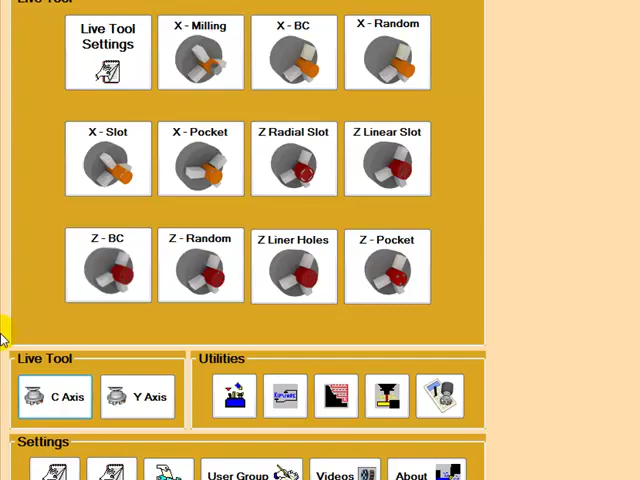 Live Tool
Live Tool
Settings
X - Milling
X - BC
X - Random
X - Slot
X - Pocket
Z Radial Slot
Z Linear Slot
Z - BC
Z - Random
Z Liner Holes
Z - Pocket
Live Tool
Utilities
C Axis
Y Axis
KIPWARE
Settings
User Group
Videos
About